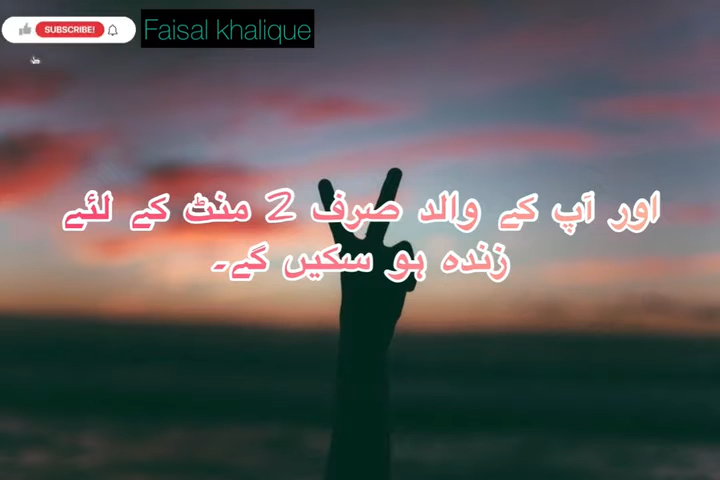 SUBSCRIBE!
Faisal khalique
اور آپ کے والد صرف 2 منٹ کے لئے
زندہ ہو سکیں گے۔